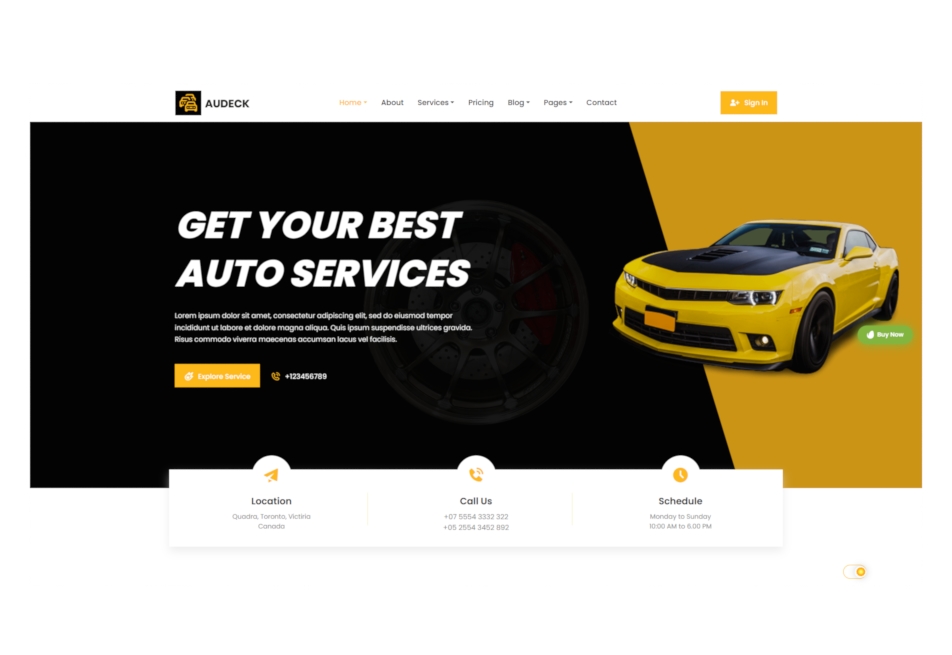 AUDECK
Home
About
Services
Pricing
Blog
Pages
Contact
Sign In
GET YOUR BEST
AUTO SERVICES
Lorem ipsum dolor sit amet, consectetur adipiscing elit, sed do eiusmod tempor
incididunt ut labore et dolore magna aliqua. Quis ipsum suspendisse ultrices gravida.
Risus commodo viverra maecenas accumsan lacus vel facilisis.
Explore Service
+123456789
Buy Now
Location
Quadra, Toronto, Victiria
Canada
Call Us
+07 5554 3332 322
+05 2554 3452 892
Schedule
Monday to Sunday
10:00 AM to 6.00 PM